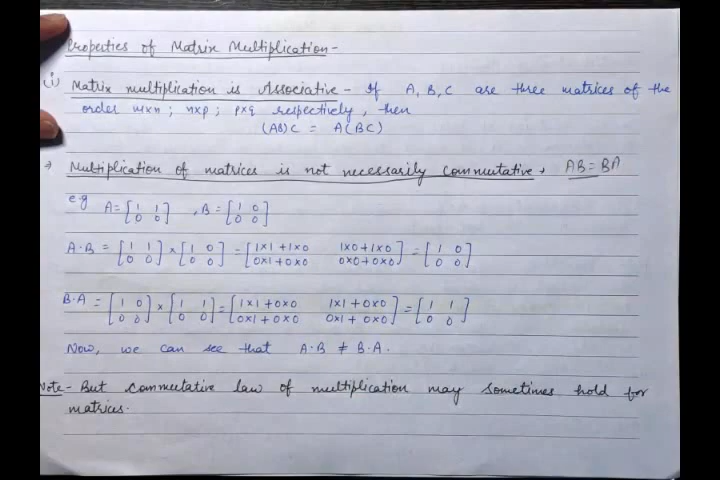 Properties of Matrix Multiplication -
(i) Matrix multiplication is Associative - If A, B, C are three matrices of the
order mxn ; nxp ; pxq respectively, then
(AB)C = A(BC)
→ Multiplication of matrices is not necessarily commutative, AB = BA
e.g A = [1 1; 0 0] , B = [1 0; 0 0]
A·B = [1 1; 0 0] × [1 0; 0 0] = [1×1+1×0 1×0+1×0; 0×1+0×0 0×0+0×0] = [1 0; 0 0]
B·A = [1 0; 0 0] × [1 1; 0 0] = [1×1+0×0 1×1+0×0; 0×1+0×0 0×1+0×0] = [1 1; 0 0]
Now, we can see that A·B ≠ B·A.
Note - But commutative law of multiplication may sometimes hold for
matrices.